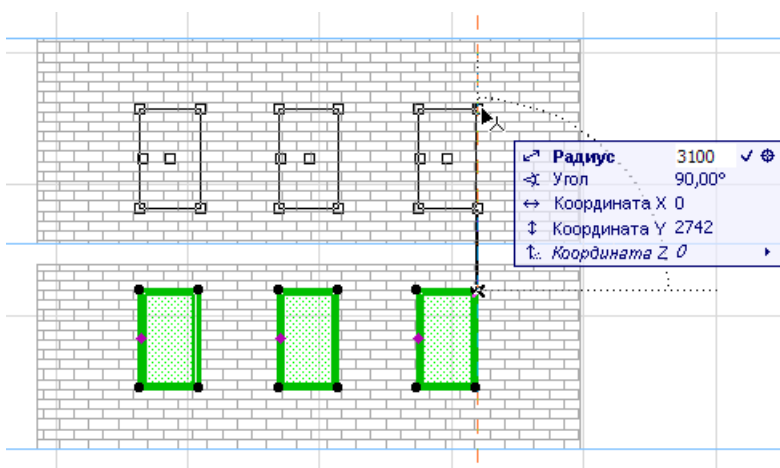 Радиус 3100
Угол 90,00°
Координата X 0
Координата Y 2742
Координата Z 0